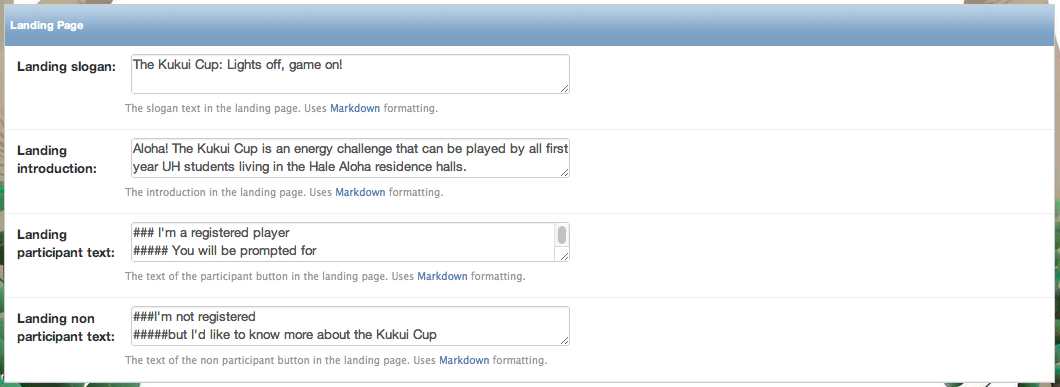 Landing Page
Landing slogan:
The Kukui Cup: Lights off, game on!
The slogan text in the landing page. Uses Markdown formatting.
Landing
introduction:
Aloha! The Kukui Cup is an energy challenge that can be played by all first
year UH students living in the Hale Aloha residence halls.
The introduction in the landing page. Uses Markdown formatting.
Landing
participant text:
### I'm a registered player
##### You will be prompted for
The text of the participant button in the landing page. Uses Markdown formatting.
Landing non
participant text:
###I'm not registered
#####but I'd like to know more about the Kukui Cup
The text of the non participant button in the landing page. Uses Markdown formatting.